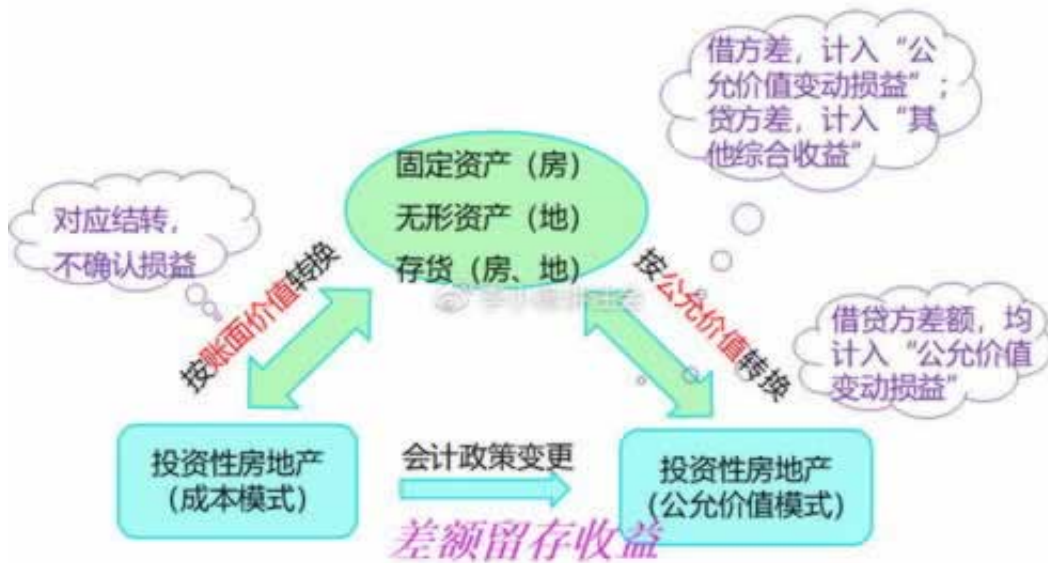 借方差，计入“公
允价值变动损益”；
贷方差，计入“其
他综合收益”
固定资产（房）
无形资产（地）
存货（房、地）
对应结转，
不确认损益
按账面价值转换
按公允价值转换
借贷方差额，均
计入“公允价值
变动损益”
投资性房地产
（成本模式）
会计政策变更
投资性房地产
（公允价值模式）
差额留存收益